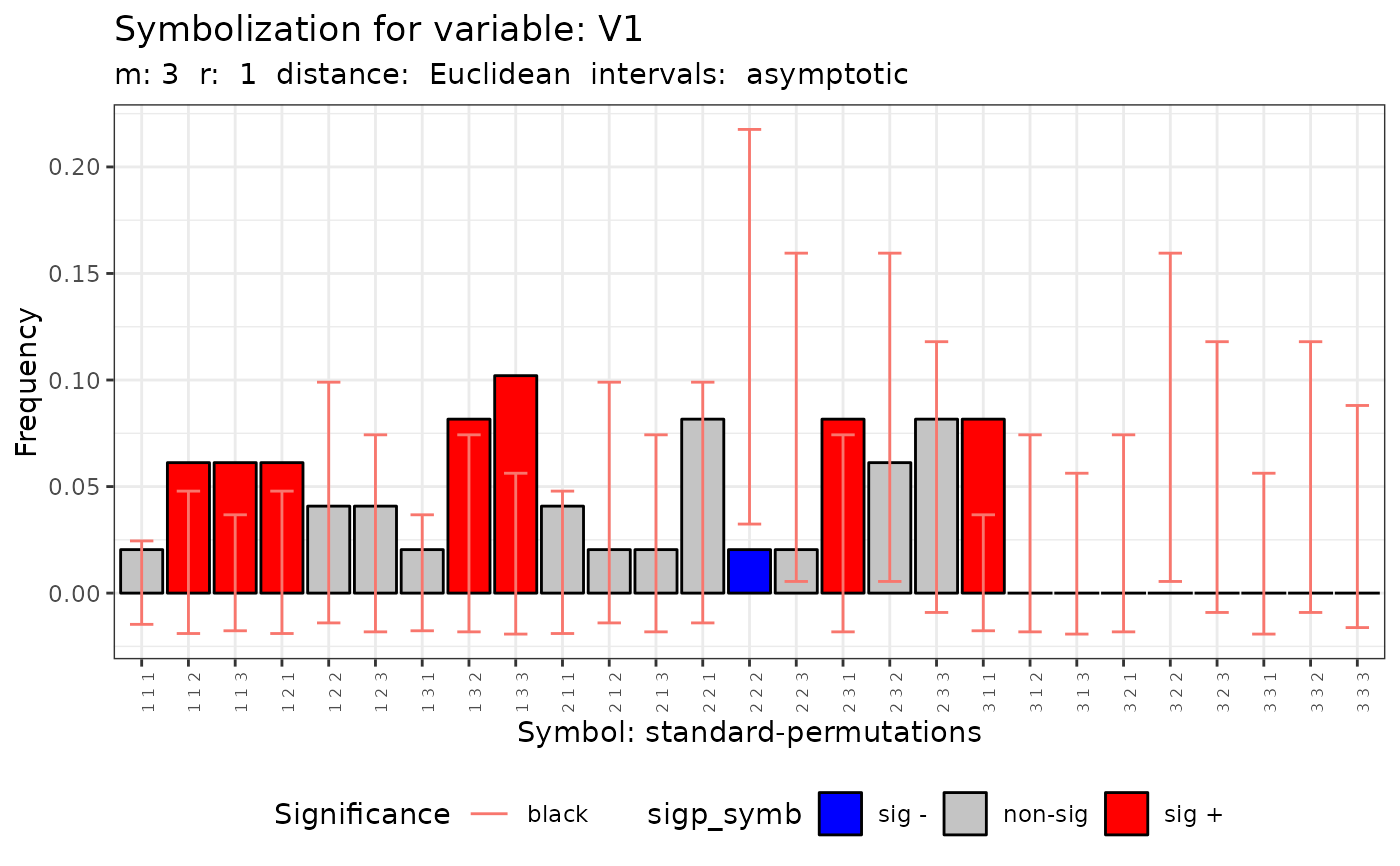 Symbolization for variable: V1
m: 3 r: 1 distance: Euclidean intervals: asymptotic
Frequency
0.20
0.15
0.10
0.05
0.00
1 1 1
1 1 2
1 1 3
1 2 1
1 2 2
1 2 3
1 3 1
1 3 2
1 3 3
2 1 1
2 1 2
2 1 3
2 2 1
2 2 2
2 2 3
2 3 1
2 3 2
2 3 3
3 1 1
3 1 2
3 1 3
3 2 1
3 2 2
3 2 3
3 3 1
3 3 2
3 3 3
Symbol: standard-permutations
Significance black sigp_symb sig - non-sig sig +